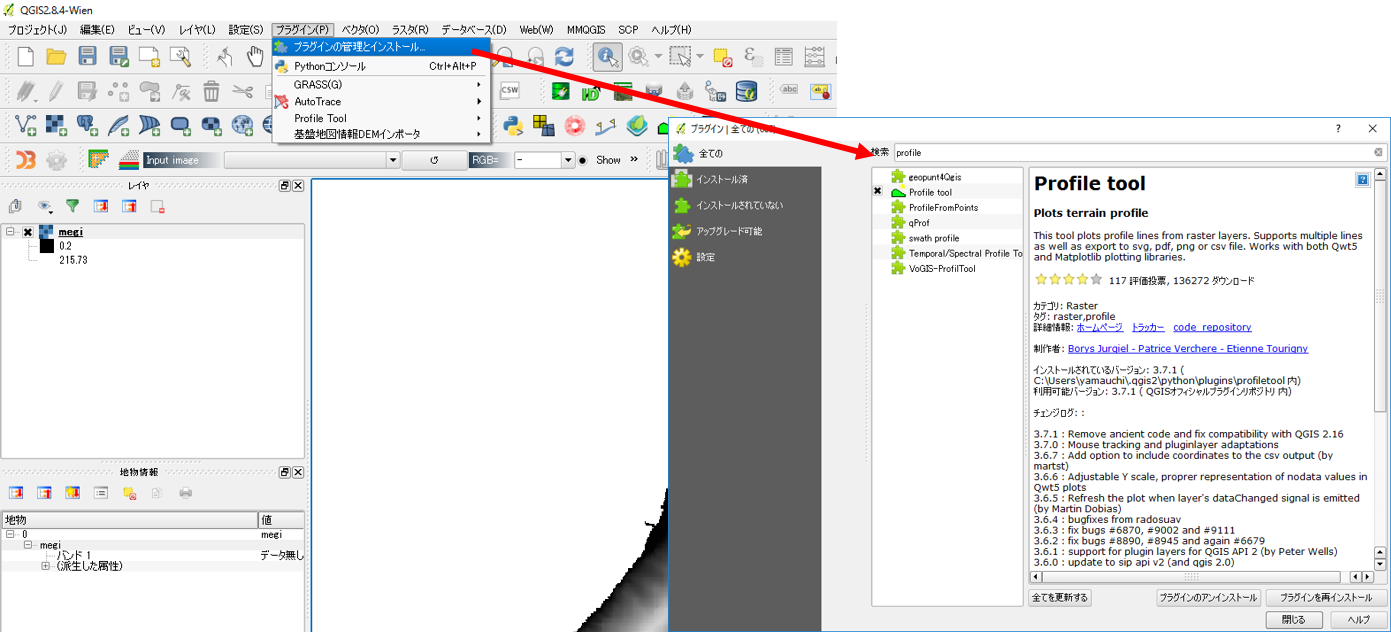 QGIS2.8.4-Wien
プロジェクト(J) 編集(E) ビュー(V) レイヤ(L) 設定(S) プラグイン(P) ベクタ(O) ラスタ(R) データベース(D) Web(W) MMQGIS SCP ヘルプ(H)
プラグインの管理とインストール...
Pythonコンソール Ctrl+Alt+P
GRASS(G)
AutoTrace
Profile Tool
基盤地図情報DEMインポータ
CSW
abc
Input image RGB= - Show »
レイヤ
megi
0.2
215.73
地物情報
地物 値
0 megi
megi
バンド 1 データ無し
(派生した属性)
プラグイン | 全ての
全ての
インストール済
インストールされていない
アップグレード可能
設定
検索 profile
geopunt4Qgis
Profile tool
ProfileFromPoints
qProf
swath profile
Temporal/Spectral Profile To
VoGIS-ProfilTool
Profile tool
Plots terrain profile
This tool plots profile lines from raster layers. Supports multiple lines
as well as export to svg, pdf, png or csv file. Works with both Qwt5
and Matplotlib plotting libraries.
117 評価投票, 136272 ダウンロード
カテゴリ: Raster
タグ: raster,profile
詳細情報: ホームページ トラッカー code repository
制作者: Borys Jurgiel - Patrice Verchere - Etienne Tourigny
インストールされているバージョン: 3.7.1 (
C:\Users\yamauchi\.qgis2\python\plugins\profiletool 内)
利用可能バージョン: 3.7.1 ( QGISオフィシャルプラグインリポジトリ 内)
チェンジログ: :
3.7.1 : Remove ancient code and fix compatibility with QGIS 2.16
3.7.0 : Mouse tracking and pluginlayer adaptations
3.6.7 : Add option to include coordinates to the csv output (by
martst)
3.6.6 : Adjustable Y scale, proprer representation of nodata values in
Qwt5 plots
3.6.5 : Refresh the plot when layer's dataChanged signal is emitted
(by Martin Dobias)
3.6.4 : bugfixes from radosuav
3.6.3 : fix bugs #6870, #9002 and #9111
3.6.2 : fix bugs #8890, #8945 and again #6679
3.6.1 : support for plugin layers for QGIS API 2 (by Peter Wells)
3.6.0 : update to sip api v2 (and qgis 2.0)
全てを更新する プラグインのアンインストール プラグインを再インストール
閉じる ヘルプ